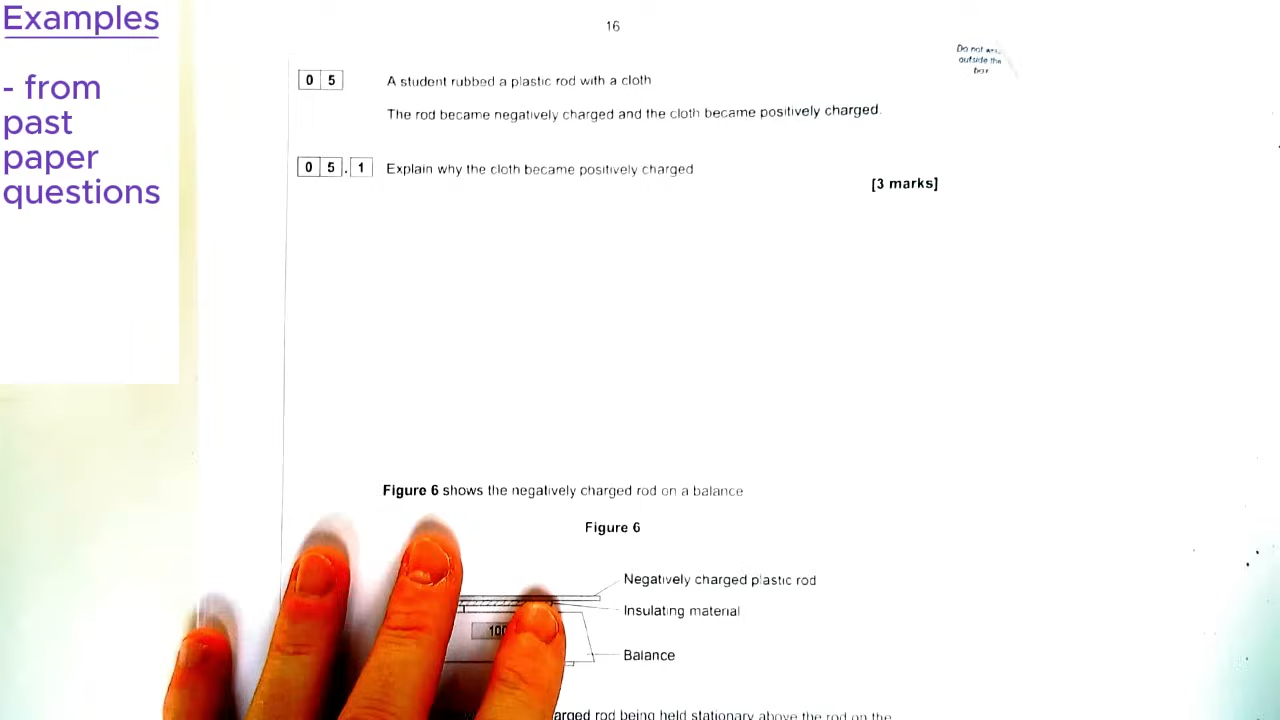 Examples
- from
past
paper
questions
16
Do not
outside the
box
0 5
A student rubbed a plastic rod with a cloth
The rod became negatively charged and the cloth became positively charged.
0 5 . 1
Explain why the cloth became positively charged
[3 marks]
Figure 6 shows the negatively charged rod on a balance
Figure 6
Negatively charged plastic rod
Insulating material
Balance
rod being held stationary above the rod on the